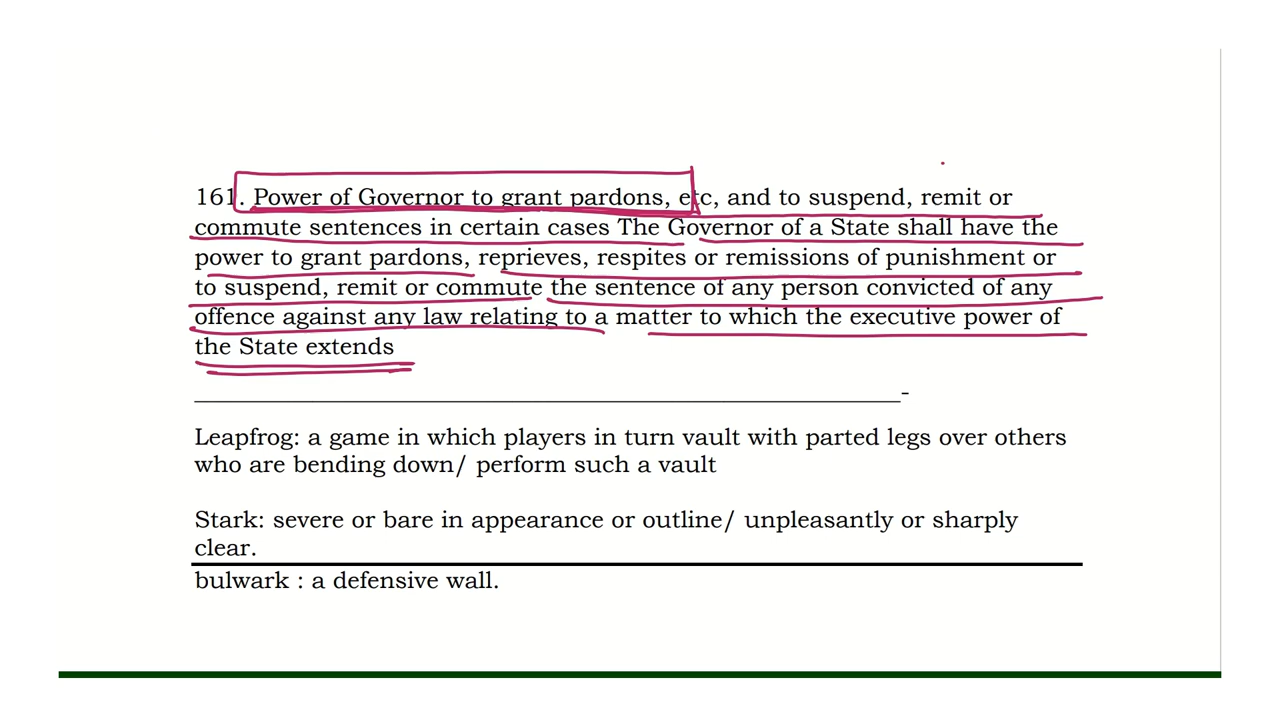 161. Power of Governor to grant pardons, etc, and to suspend, remit or
commute sentences in certain cases The Governor of a State shall have the
power to grant pardons, reprieves, respites or remissions of punishment or
to suspend, remit or commute the sentence of any person convicted of any
offence against any law relating to a matter to which the executive power of
the State extends
Leapfrog: a game in which players in turn vault with parted legs over others
who are bending down/ perform such a vault
Stark: severe or bare in appearance or outline/ unpleasantly or sharply
clear.
bulwark : a defensive wall.